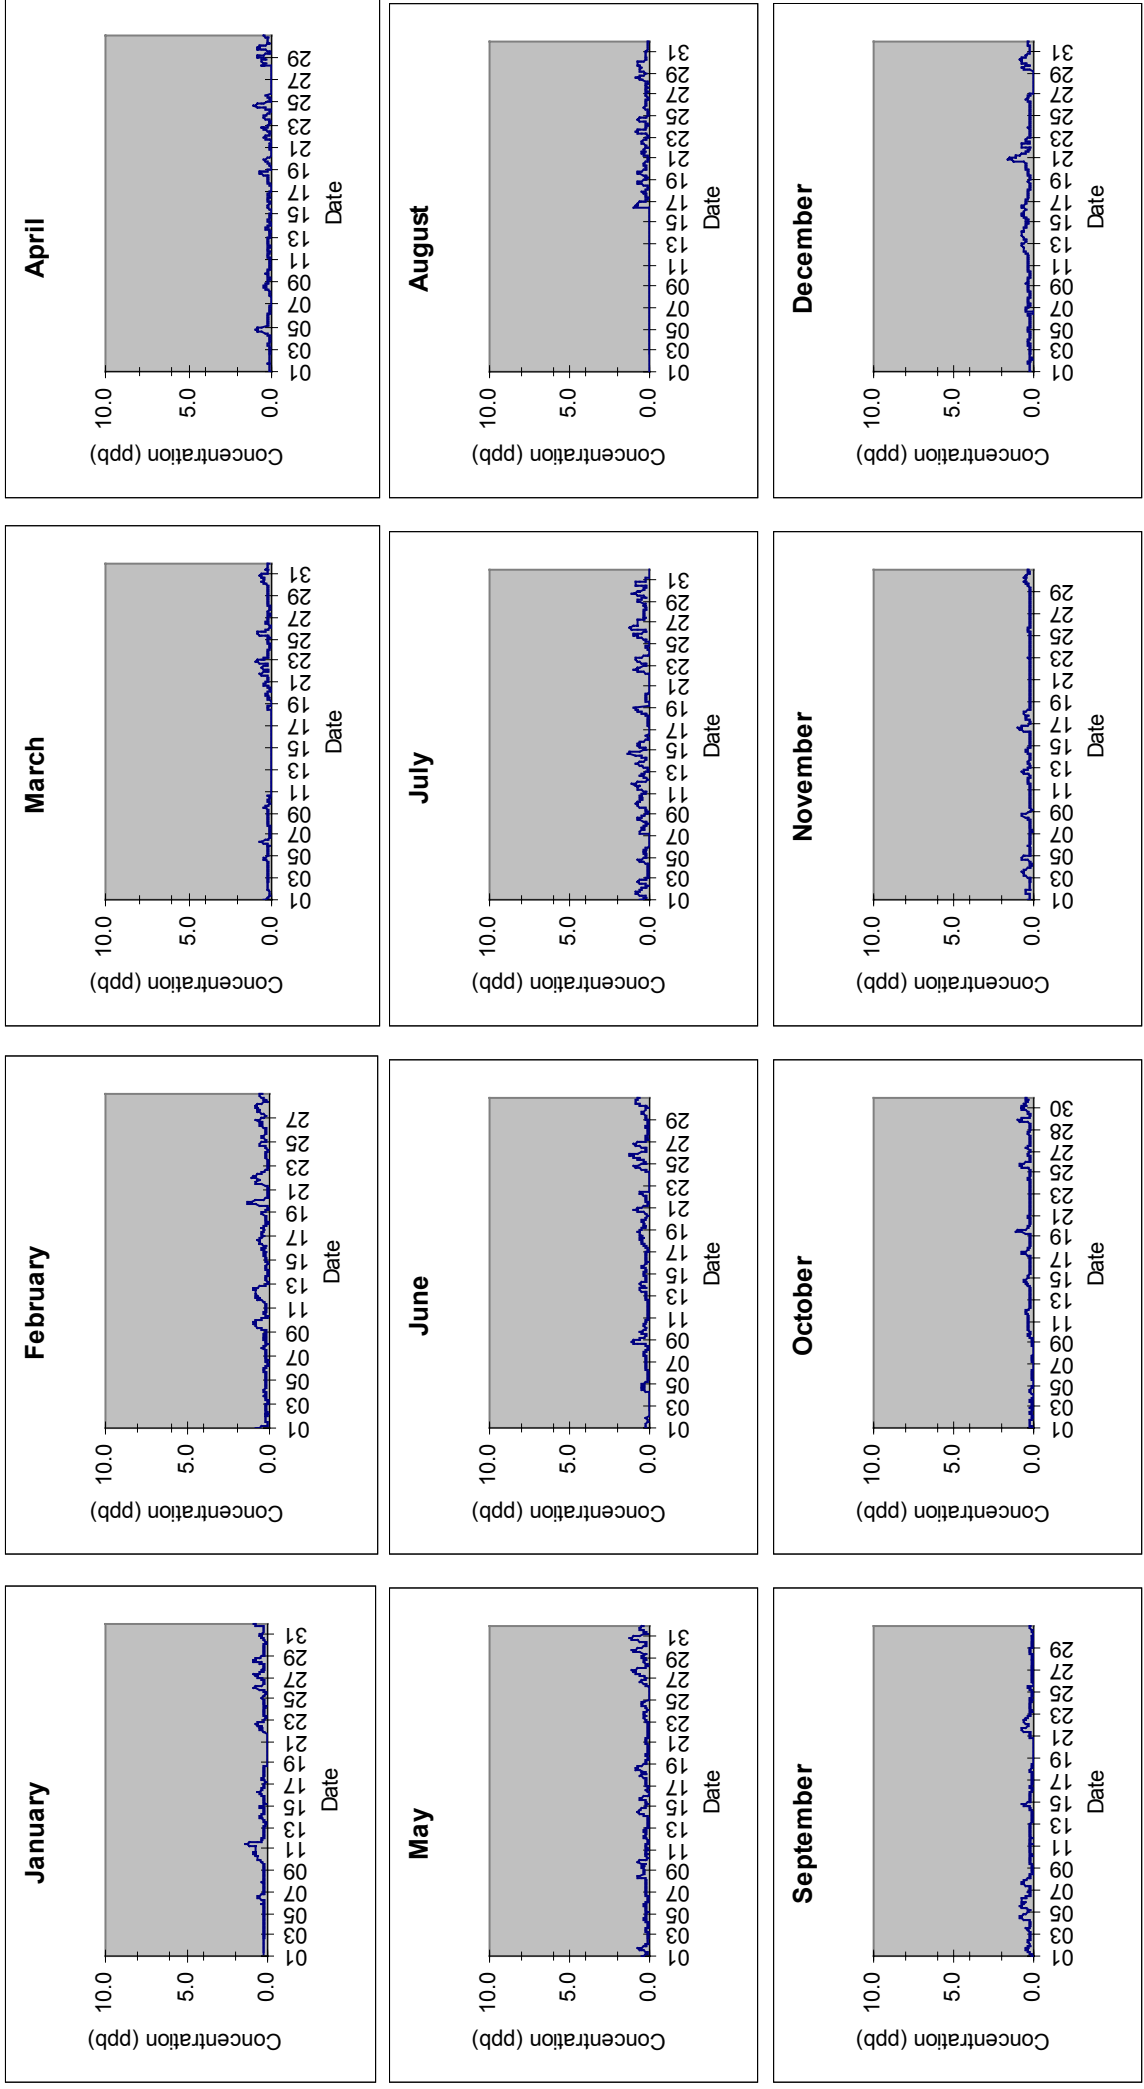 January
Concentration (ppb)
10.0
5.0
0.0
01 03 05 07 09 11 13 15 17 19 21 23 25 27 29 31
Date
February
Concentration (ppb)
10.0
5.0
0.0
01 03 05 07 09 11 13 15 17 19 21 23 25 27
Date
March
Concentration (ppb)
10.0
5.0
0.0
01 03 05 07 09 11 13 15 17 19 21 23 25 27 29 31
Date
April
Concentration (ppb)
10.0
5.0
0.0
01 03 05 07 09 11 13 15 17 19 21 23 25 27 29
Date
May
Concentration (ppb)
10.0
5.0
0.0
01 03 05 07 09 11 13 15 17 19 21 23 25 27 29 31
Date
June
Concentration (ppb)
10.0
5.0
0.0
01 03 05 07 09 11 13 15 17 19 21 23 25 27 29
Date
July
Concentration (ppb)
10.0
5.0
0.0
01 03 05 07 09 11 13 15 17 19 21 23 25 27 29 31
Date
August
Concentration (ppb)
10.0
5.0
0.0
01 03 05 07 09 11 13 15 17 19 21 23 25 27 29 31
Date
September
Concentration (ppb)
10.0
5.0
0.0
01 03 05 07 09 11 13 15 17 19 21 23 25 27 29
Date
October
Concentration (ppb)
10.0
5.0
0.0
01 03 05 07 09 11 13 15 17 19 21 23 25 27 28 30
Date
November
Concentration (ppb)
10.0
5.0
0.0
01 03 05 07 09 11 13 15 17 19 21 23 25 27 29
Date
December
Concentration (ppb)
10.0
5.0
0.0
01 03 05 07 09 11 13 15 17 19 21 23 25 27 29 31
Date